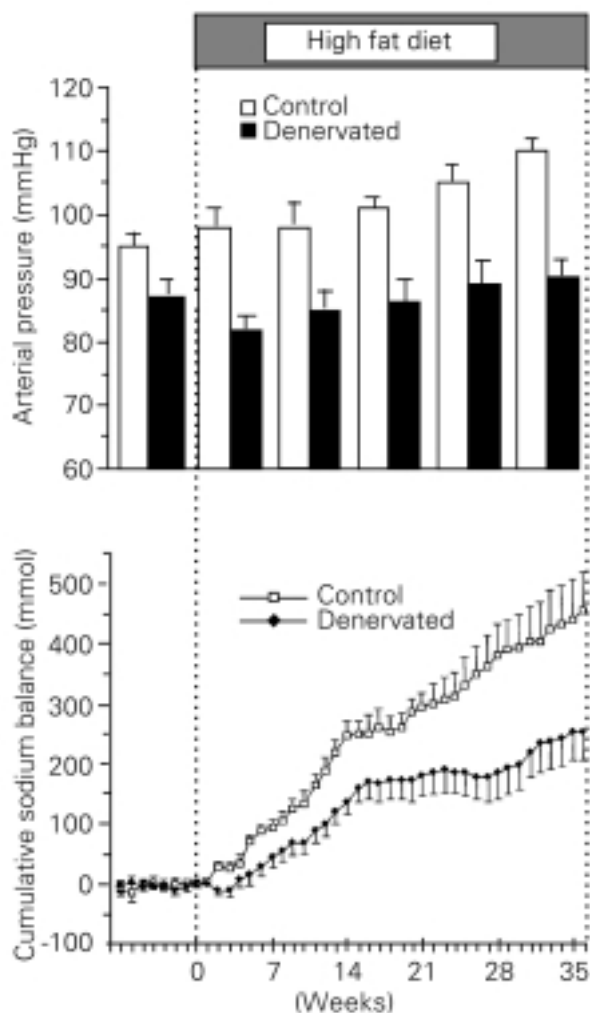 High fat diet
120
110
100
90
80
70
60
Arterial pressure (mmHg)
Control
Denervated
500
400
300
200
100
0
-100
Cumulative sodium balance (mmol)
Control
Denervated
0 7 14 21 28 35
(Weeks)